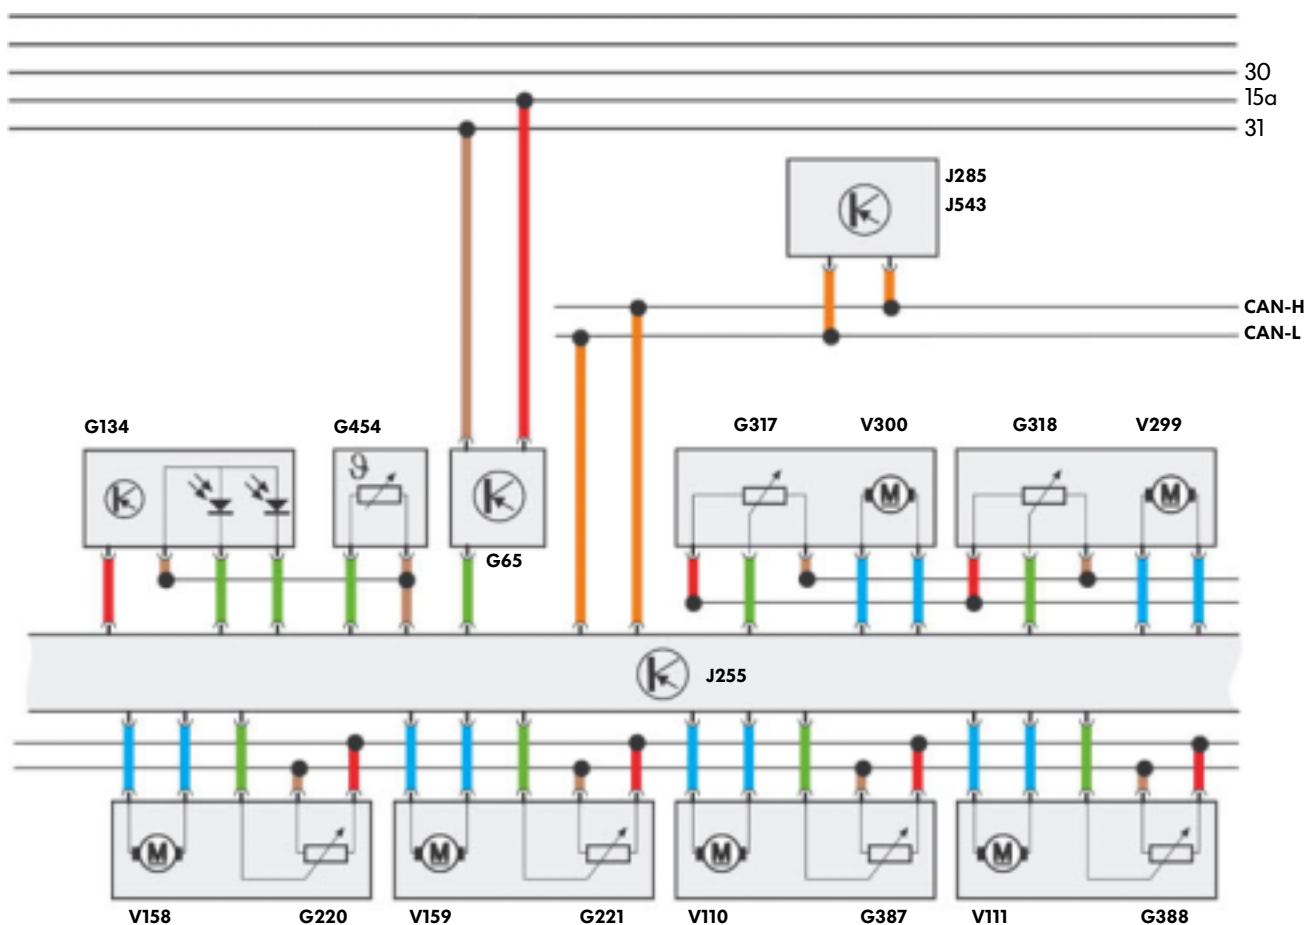 30
15a
31
J285
J543
CAN-H
CAN-L
G134
G454
G317
V300
G318
V299
ϑ
M
M
G65
J255
M
M
M
M
V158
G220
V159
G221
V110
G387
V111
G388